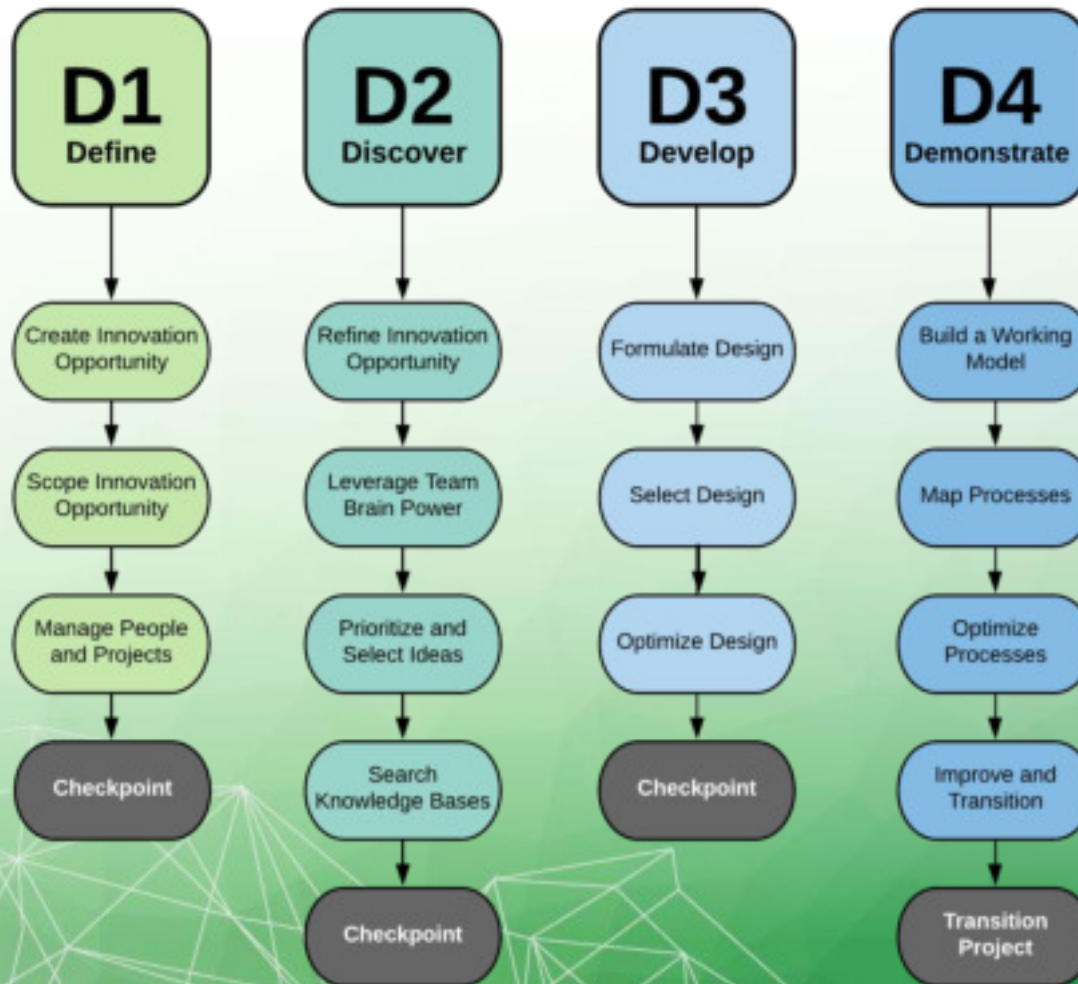 D1
Define
Create Innovation
Opportunity
Scope Innovation
Opportunity
Manage People
and Projects
Checkpoint
D2
Discover
Refine Innovation
Opportunity
Leverage Team
Brain Power
Prioritize and
Select Ideas
Search
Knowledge Bases
Checkpoint
D3
Develop
Formulate Design
Select Design
Optimize Design
Checkpoint
D4
Demonstrate
Build a Working
Model
Map Processes
Optimize
Processes
Improve and
Transition
Transition
Project